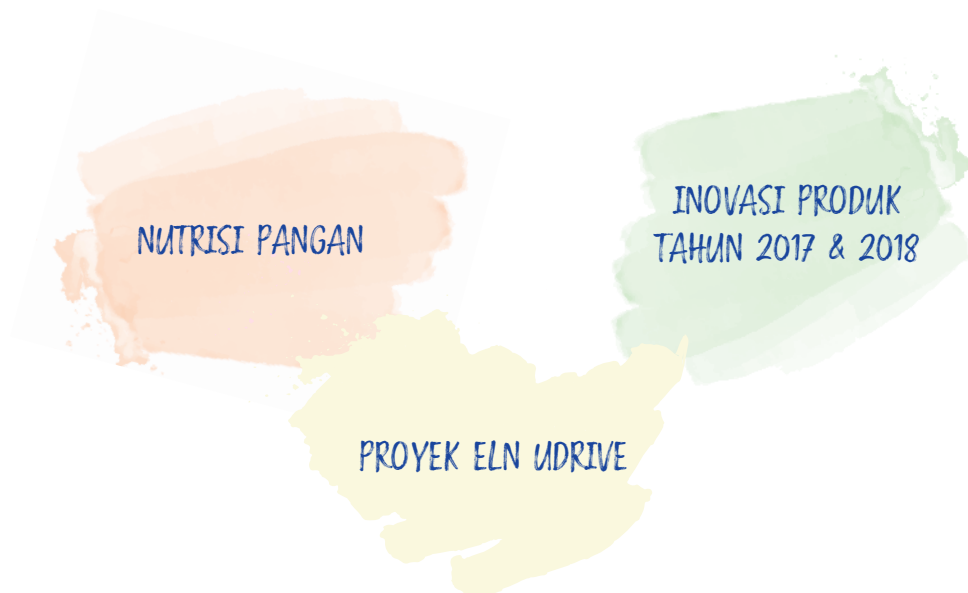 NUTRISI PANGAN
INOVASI PRODUK
TAHUN 2017 & 2018
PROYEK ELN UDRIVE